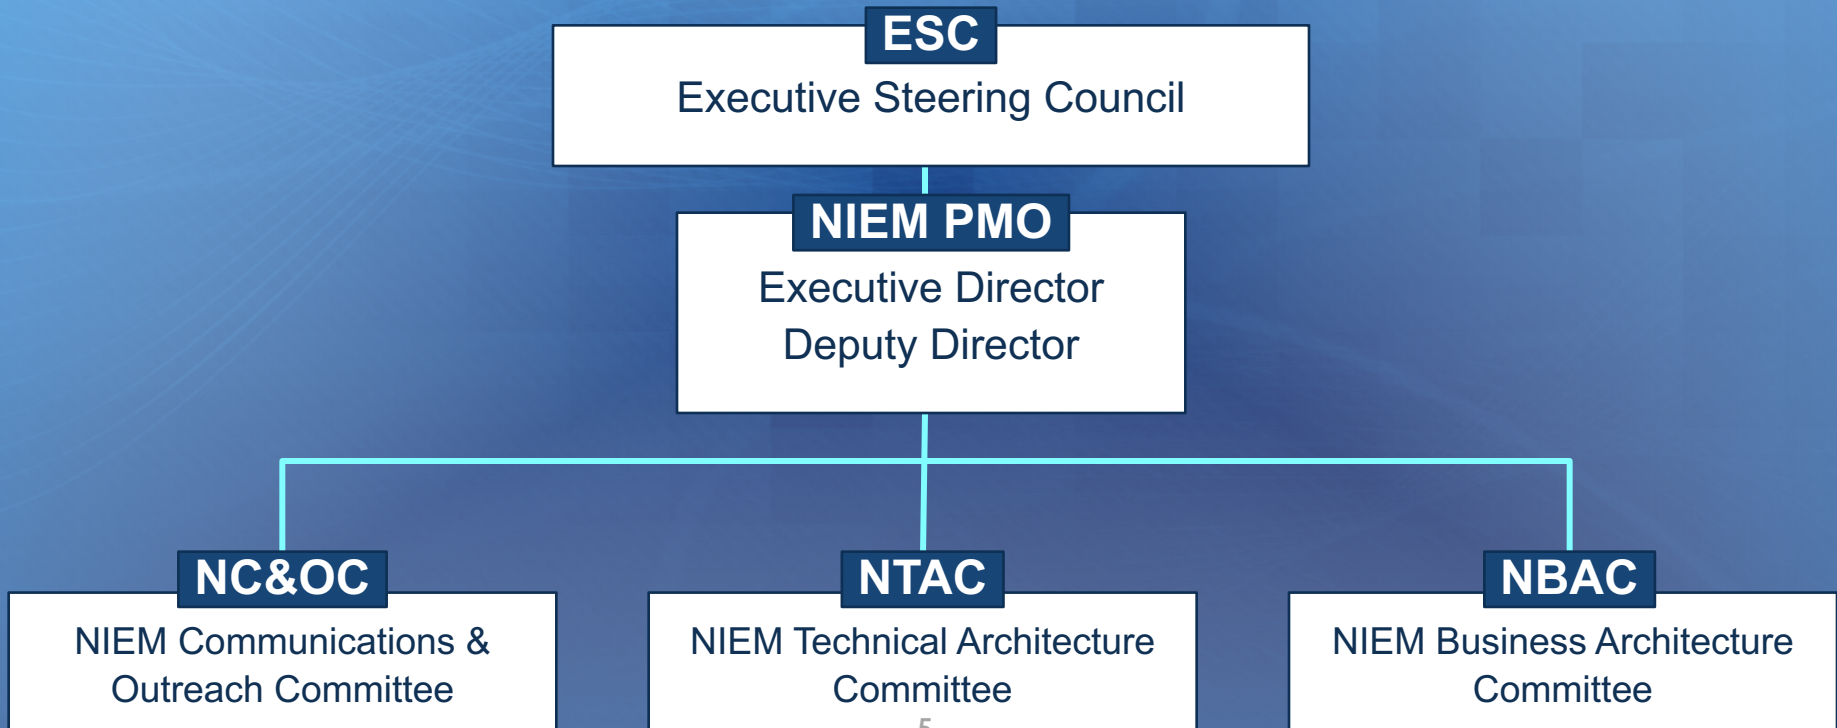 ESC
Executive Steering Council
NIEM PMO
Executive Director
Deputy Director
NC&OC
NIEM Communications &
Outreach Committee
NTAC
NIEM Technical Architecture
Committee
NBAC
NIEM Business Architecture
Committee
5